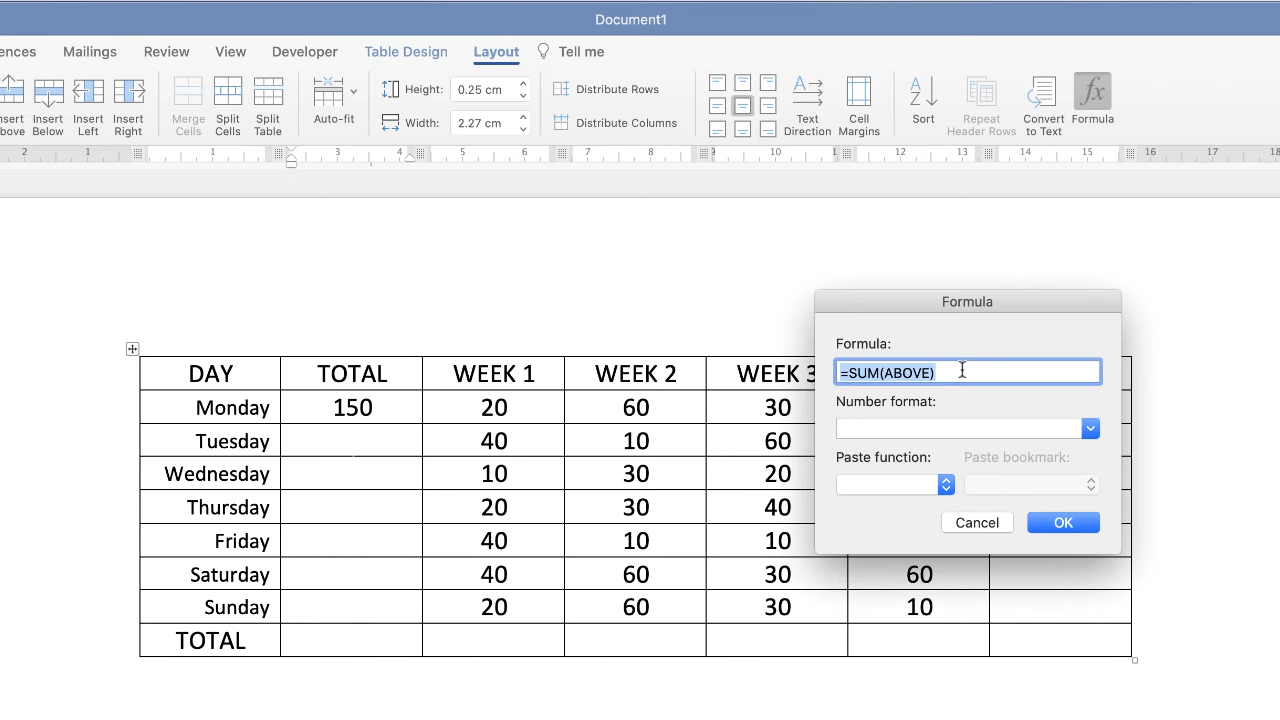 Document1
ences Mailings Review View Developer Table Design Layout Tell me
nsert Above Insert Below Insert Left Insert Right Merge Cells Split Cells Split Table Auto-fit Height: 0.25 cm Width: 2.27 cm Distribute Rows Distribute Columns Text Direction Cell Margins A Z Sort Repeat Header Rows Convert to Text fx Formula
2 1 1 3 4 5 6 7 8 9 10 1 12 13 14 15 16 17 18
Formula
Formula:
=SUM(ABOVE)
Number format:
Paste function: Paste bookmark:
Cancel OK
DAY TOTAL WEEK 1 WEEK 2 WEEK 3
Monday 150 20 60 30
Tuesday 40 10 60
Wednesday 10 30 20
Thursday 20 30 40
Friday 40 10 10
Saturday 40 60 30 60
Sunday 20 60 30 10
TOTAL